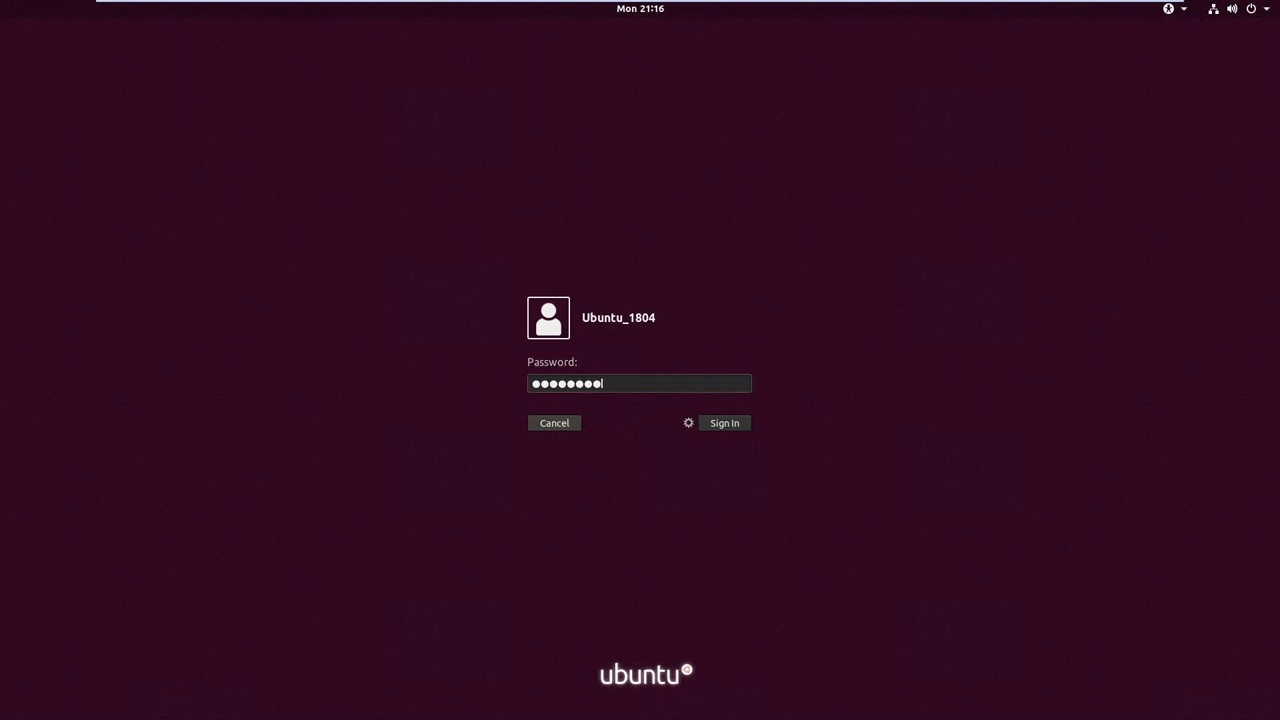 Mon 21:16
Ubuntu_1804
Password:
●●●●●●●●
Cancel
Sign In
ubuntu